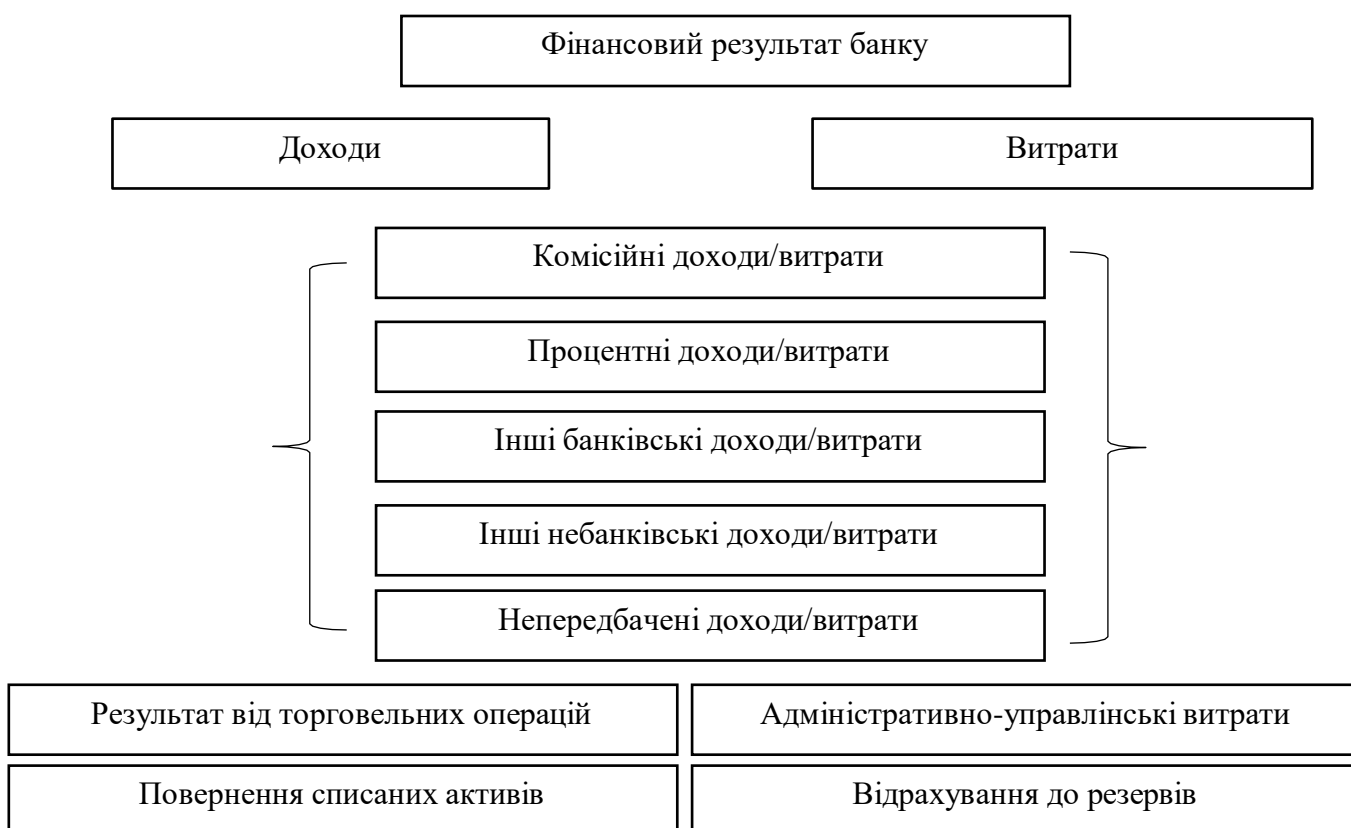 Фінансовий результат банку
Доходи
Витрати
Комісійні доходи/витрати
Процентні доходи/витрати
Інші банківські доходи/витрати
Інші небанківські доходи/витрати
Непередбачені доходи/витрати
Результат від торговельних операцій
Адміністративно-управлінські витрати
Повернення списаних активів
Відрахування до резервів